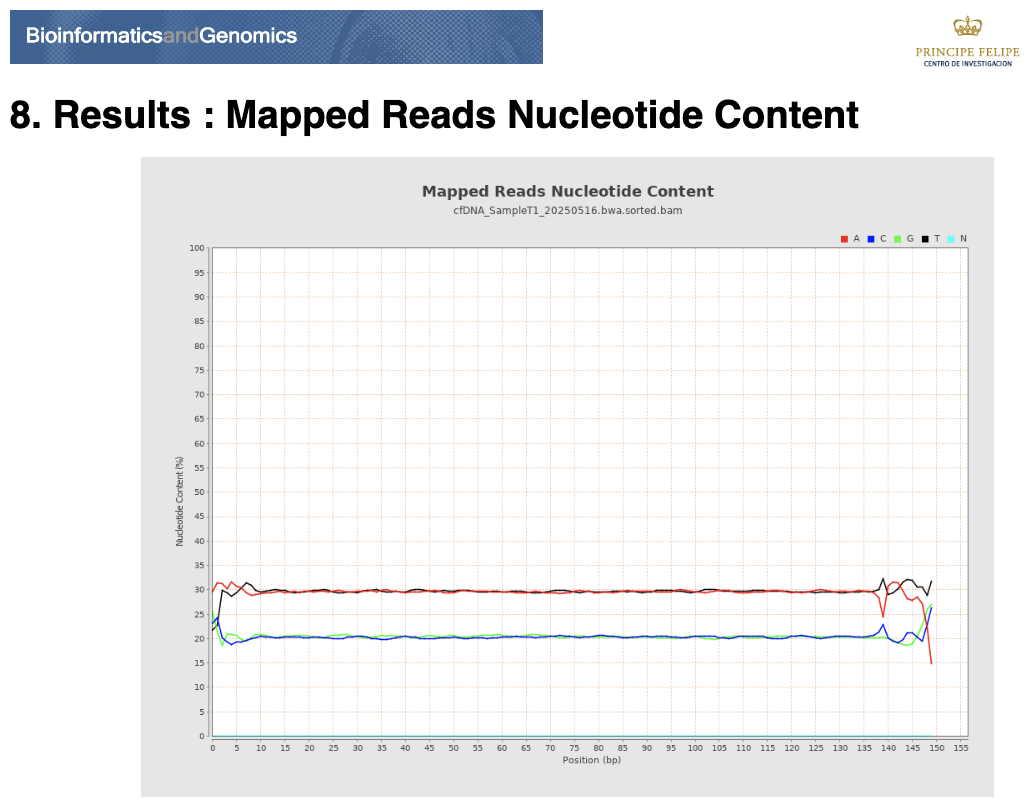 BioinformaticsandGenomics
PRINCIPE FELIPE
CENTRO DE INVESTIGACION
8. Results : Mapped Reads Nucleotide Content
Mapped Reads Nucleotide Content
cfDNA_SampleT1_20250516.bwa.sorted.bam
A C G T N
100
95
90
85
80
75
70
65
60
55
50
45
40
35
30
25
20
15
10
5
0
Nucleotide Content (%)
0 5 10 15 20 25 30 35 40 45 50 55 60 65 70 75 80 85 90 95 100 105 110 115 120 125 130 135 140 145 150 155
Position (bp)